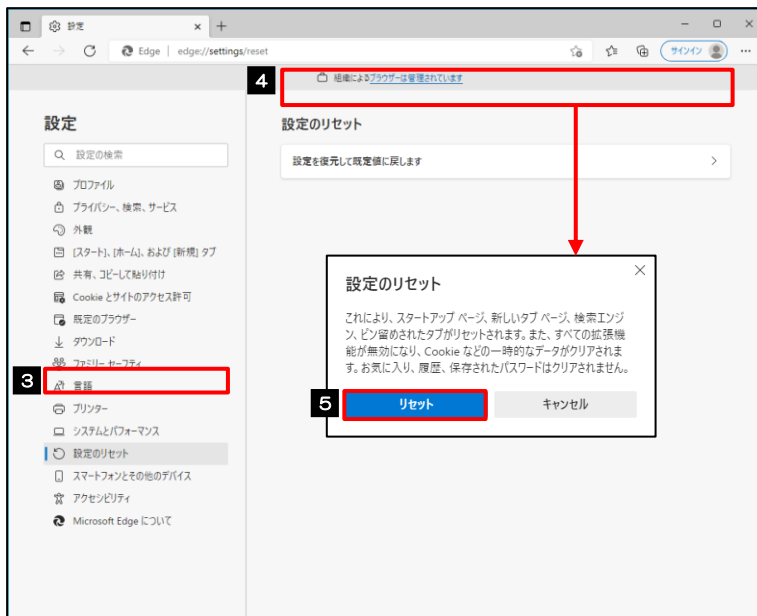 設定
Edge | edge://settings/reset
サインイン
4
組織によるブラウザーは管理されています
設定
設定の検索
プロファイル
プライバシー、検索、サービス
外観
[スタート]、[ホーム]、および [新規] タブ
共有、コピーして貼り付け
Cookie とサイトのアクセス許可
既定のブラウザー
ダウンロード
ファミリー セーフティ
3
言語
プリンター
システムとパフォーマンス
設定のリセット
スマートフォンとその他のデバイス
アクセシビリティ
Microsoft Edge について
設定のリセット
設定を復元して既定値に戻します
設定のリセット
これにより、スタートアップ ページ、新しいタブ ページ、検索エンジ
ン、ピン留めされたタブがリセットされます。また、すべての拡張機
能が無効になり、Cookie などの一時的なデータがクリアされま
す。お気に入り、履歴、保存されたパスワードはクリアされません。
5
リセット
キャンセル